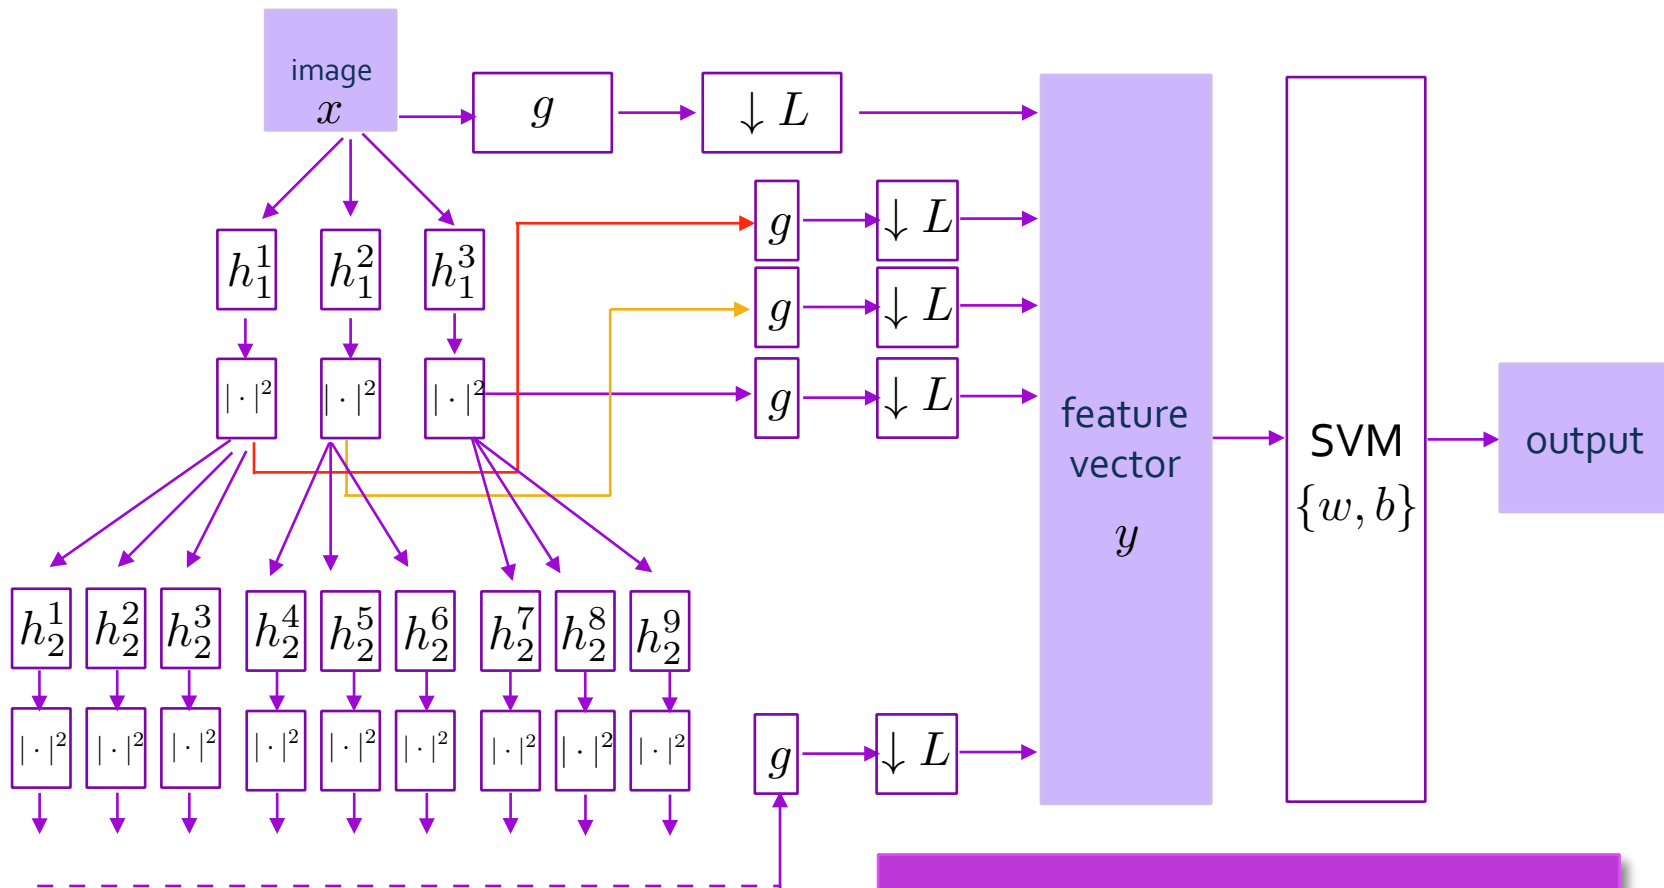 image
x
g
↓ L
h₁¹
h₁²
h₁³
|·|²
|·|²
|·|²
g
↓ L
g
↓ L
g
↓ L
feature
vector
y
SVM
{w, b}
output
h₂¹
h₂²
h₂³
h₂⁴
h₂⁵
h₂⁶
h₂⁷
h₂⁸
h₂⁹
|·|²
|·|²
|·|²
|·|²
|·|²
|·|²
|·|²
|·|²
|·|²
g
↓ L